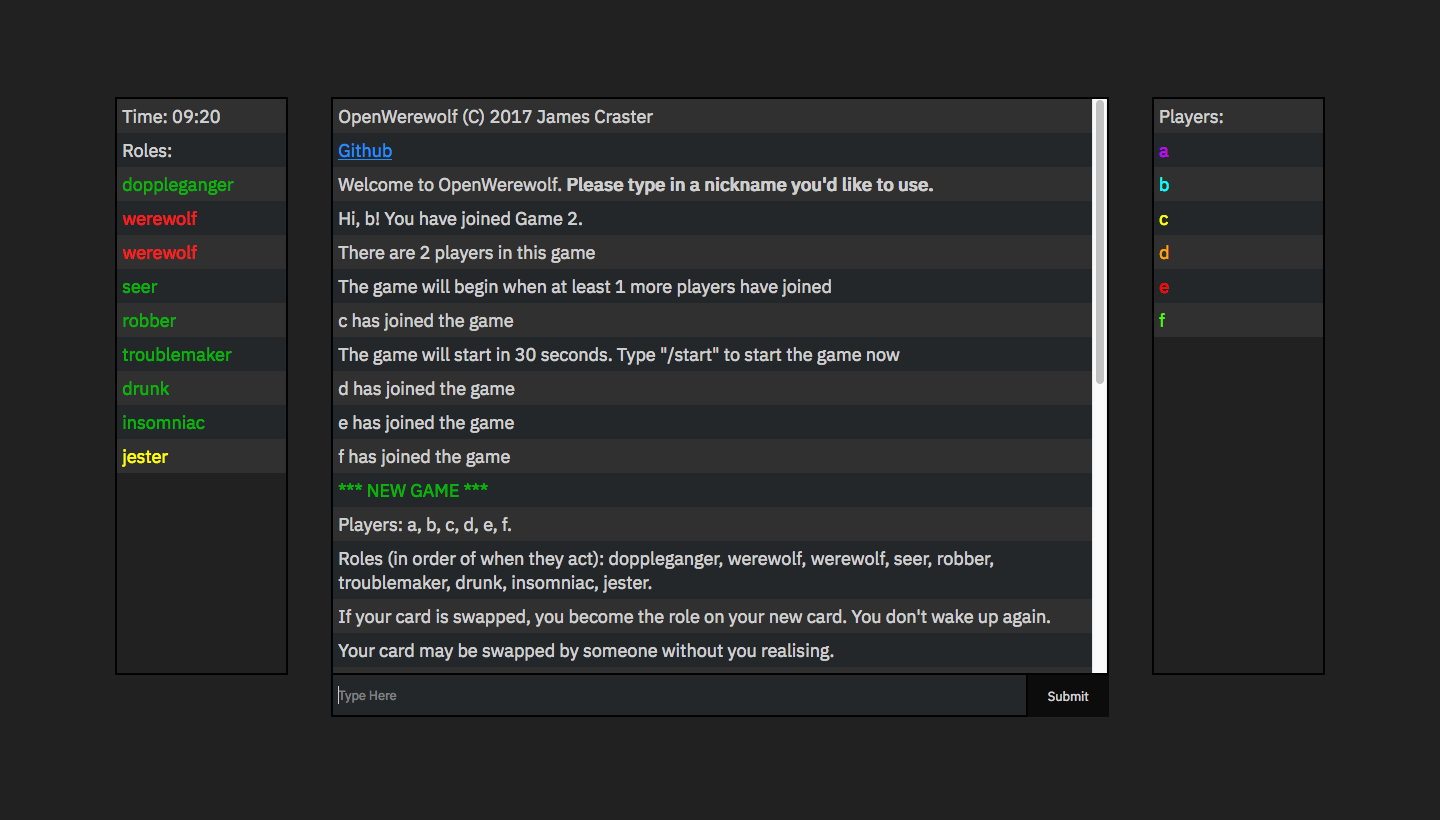 Time: 09:20
Roles:
doppleganger
werewolf
werewolf
seer
robber
troublemaker
drunk
insomniac
jester
OpenWerewolf (C) 2017 James Craster
Github
Welcome to OpenWerewolf. Please type in a nickname you'd like to use.
Hi, b! You have joined Game 2.
There are 2 players in this game
The game will begin when at least 1 more players have joined
c has joined the game
The game will start in 30 seconds. Type "/start" to start the game now
d has joined the game
e has joined the game
f has joined the game
*** NEW GAME ***
Players: a, b, c, d, e, f.
Roles (in order of when they act): doppleganger, werewolf, werewolf, seer, robber,
troublemaker, drunk, insomniac, jester.
If your card is swapped, you become the role on your new card. You don't wake up again.
Your card may be swapped by someone without you realising.
Type Here
Submit
Players:
a
b
c
d
e
f